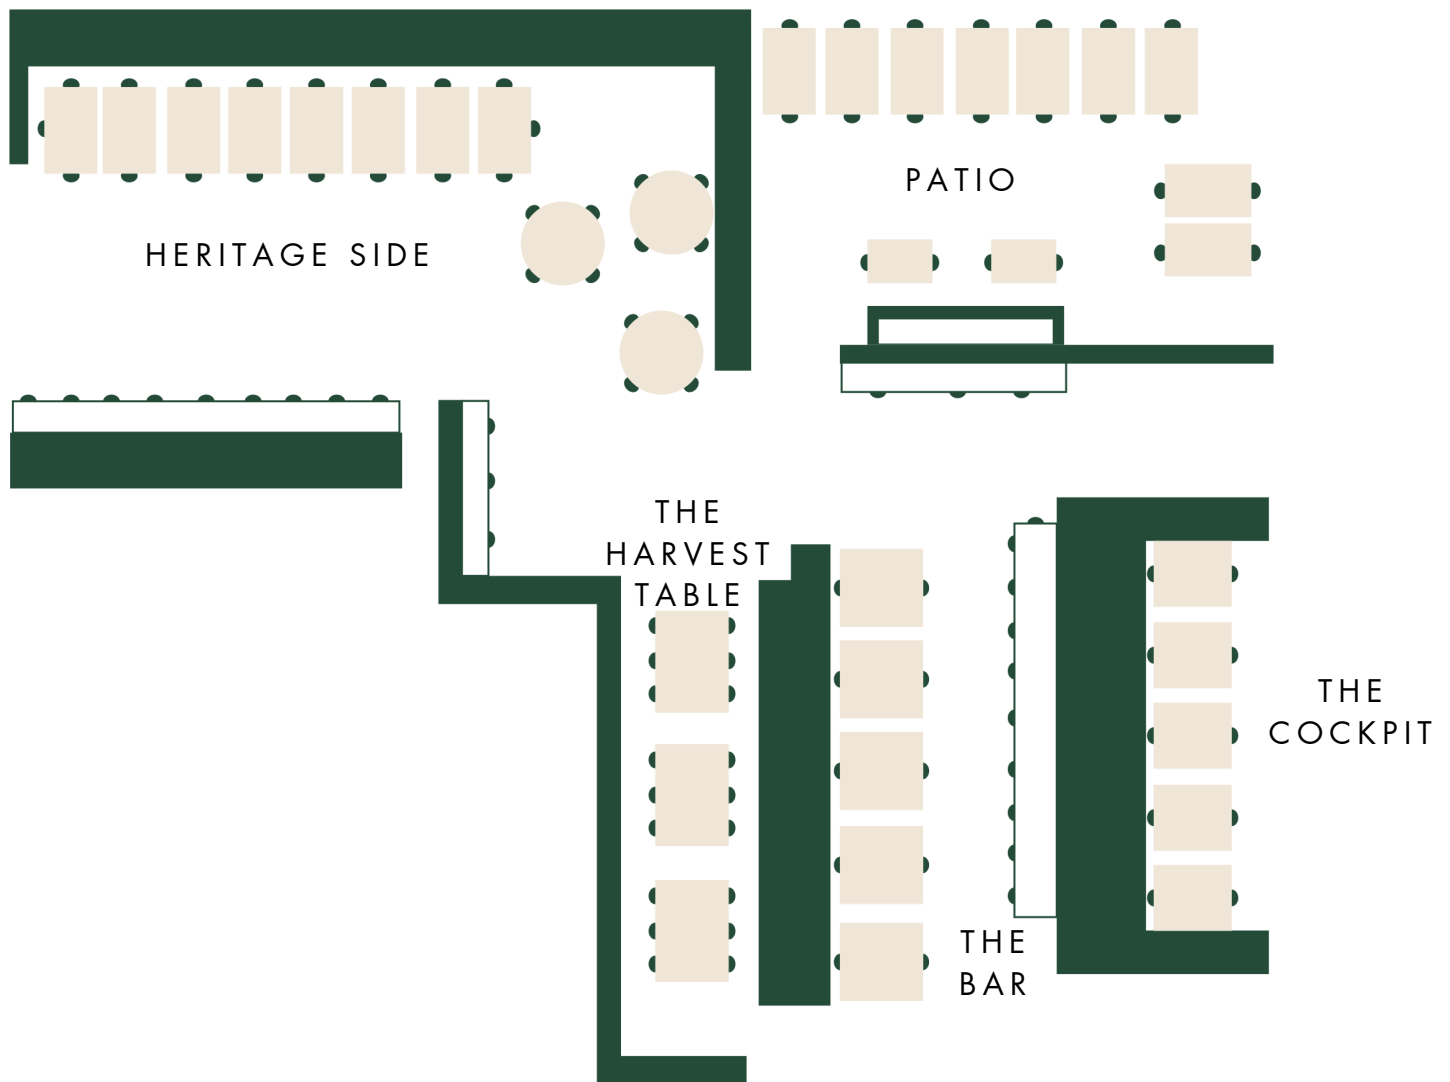 PATIO
HERITAGE SIDE
THE
HARVEST
TABLE
THE
COCKPIT
THE
BAR